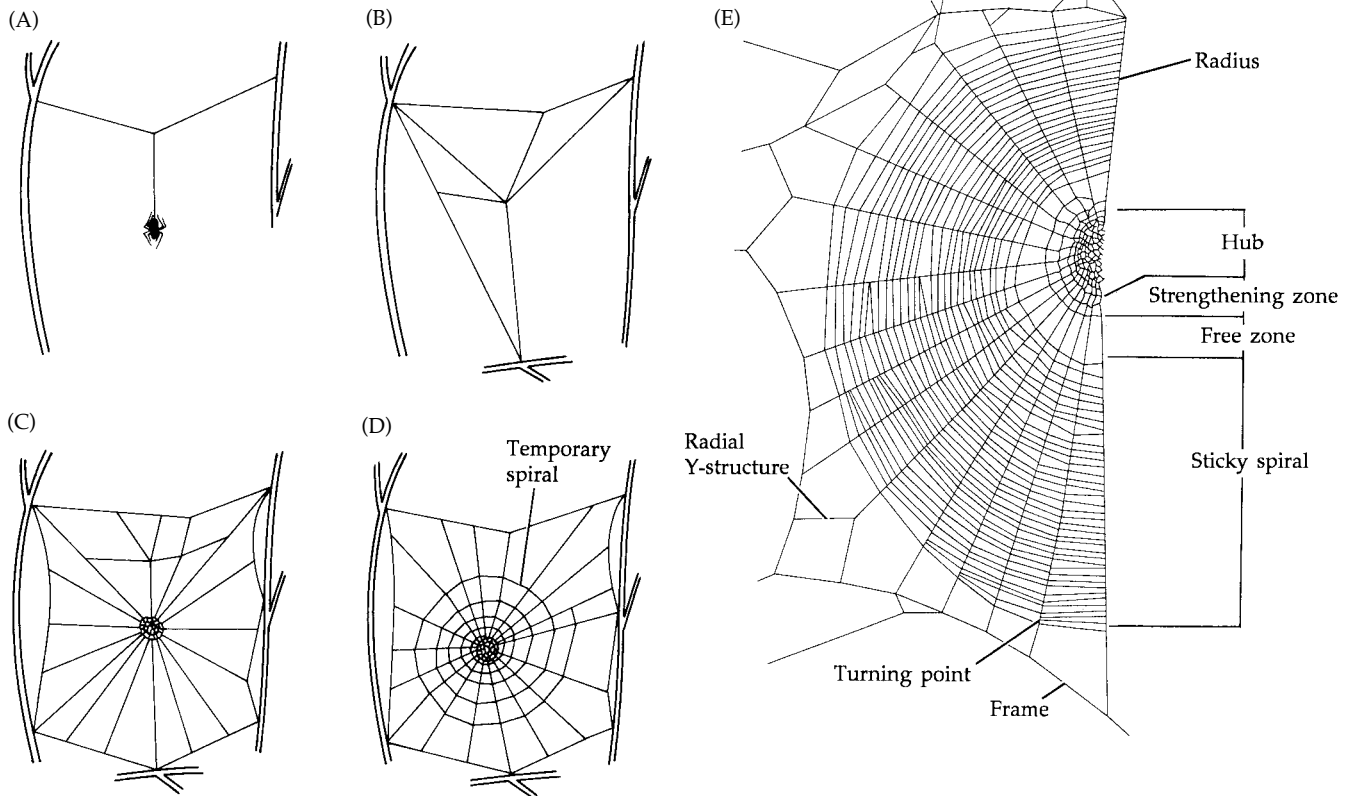 (A)
(B)
(C)
(D)
Temporary
spiral
(E)
Radius
Hub
Strengthening zone
Free zone
Radial
Y-structure
Sticky spiral
Turning point
Frame